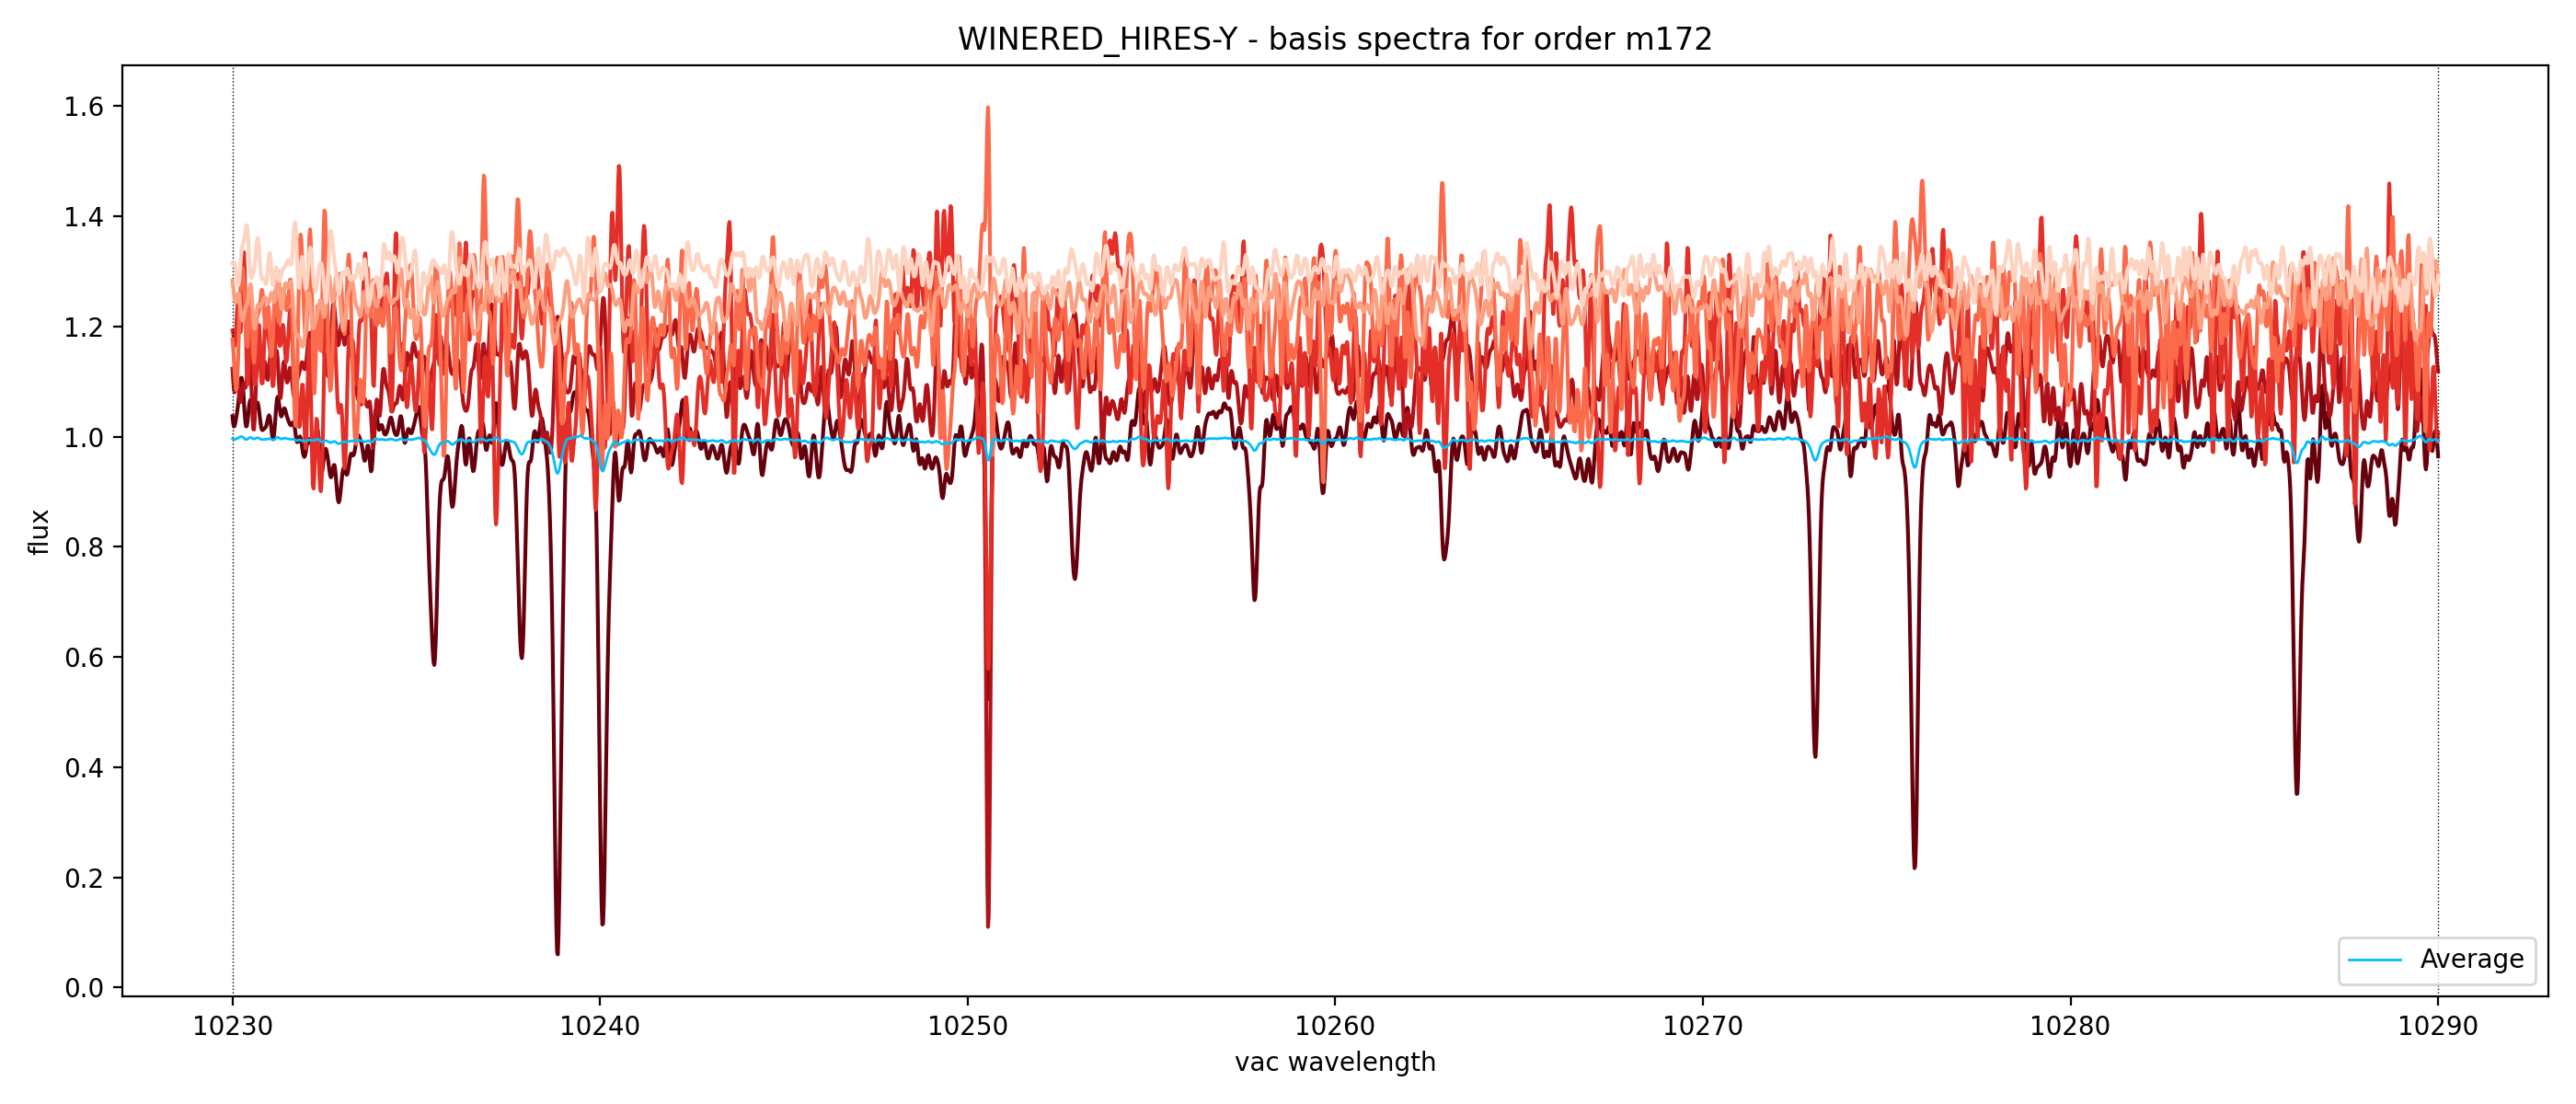 WINERED_HIRES-Y - basis spectra for order m172
1.6
1.4
1.2
1.0
0.8
0.6
0.4
0.2
0.0
flux
Average
10230 10240 10250 10260 10270 10280 10290
vac wavelength